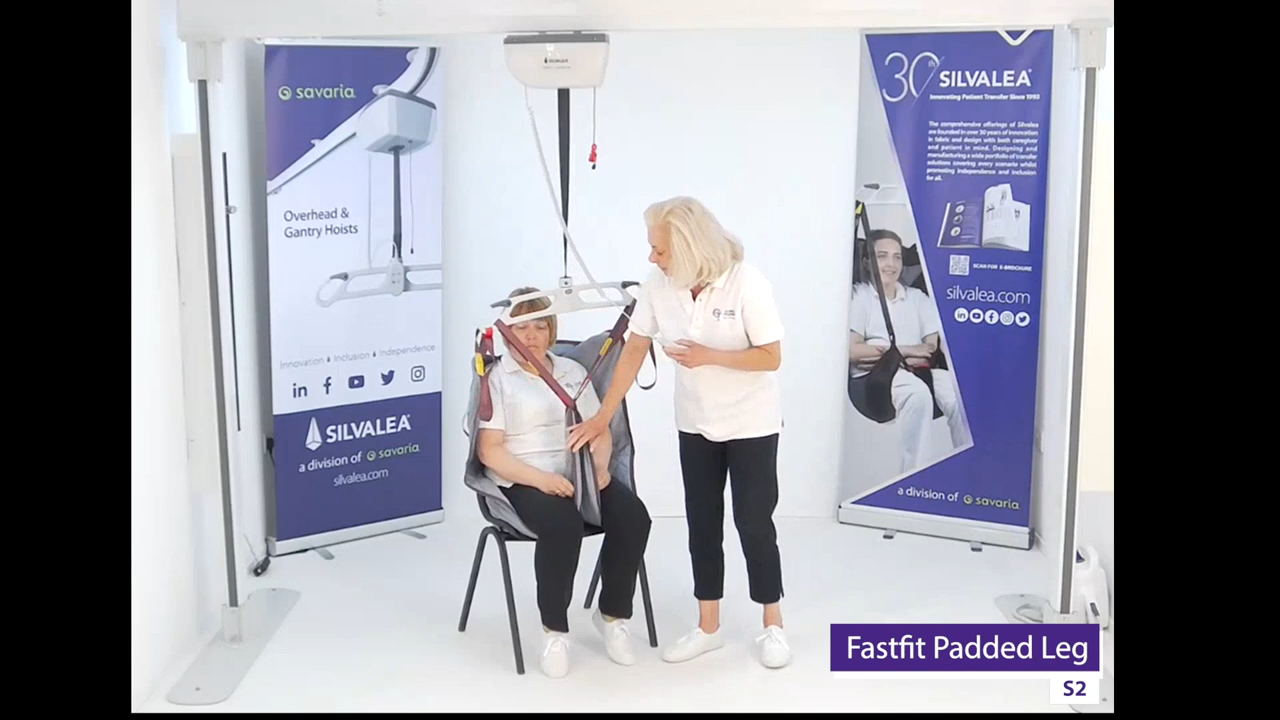 savaria
Overhead &
Gantry Hoists
Innovation Inclusion Independence
SILVALEA
a division of savaria
silvalea.com
SILVALEA
30th
SILVALEA
Innovating Patient Transfer Since 1993
The comprehensive offerings of Silvalea
are founded in over 30 years of innovation
in fabric and design with both caregiver
and patient in mind. Designing and
manufacturing a wide portfolio of transfer
solutions covering every scenario whilst
promoting independence and inclusion
for all.
SCAN FOR E-BROCHURE
silvalea.com
a division of savaria
Fastfit Padded Leg
S2